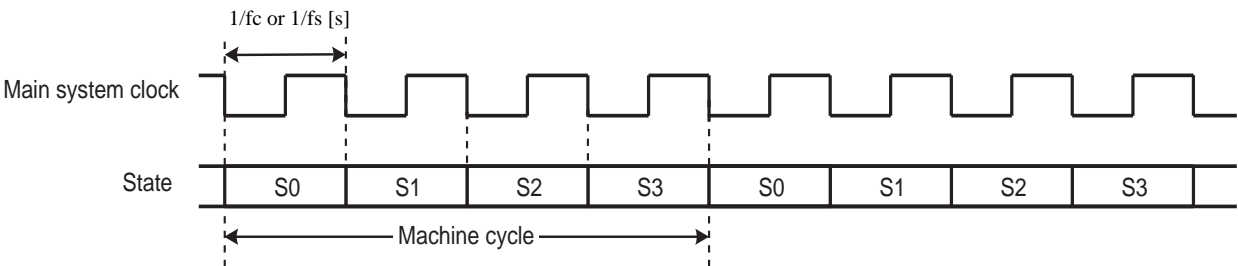 1/fc or 1/fs [s]
Main system clock
State
S0 S1 S2 S3 S0 S1 S2 S3
Machine cycle